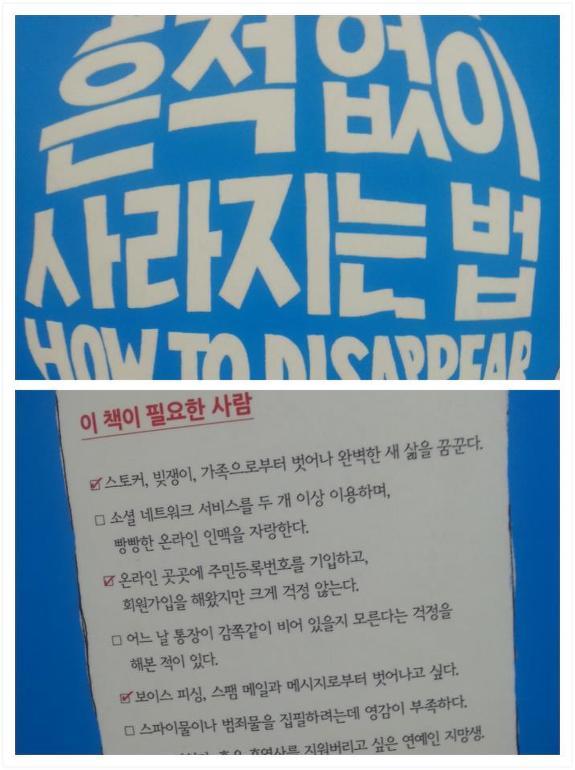 흔적 없이
사라지는 법
HOW TO DISAPPEAR
이 책이 필요한 사람
스토커, 빚쟁이, 가족으로부터 벗어나 완벽한 새 삶을 꿈꾼다.
소셜 네트워크 서비스를 두 개 이상 이용하며,
빵빵한 온라인 인맥을 자랑한다.
온라인 곳곳에 주민등록번호를 기입하고,
회원가입을 해왔지만 크게 걱정 않는다.
어느 날 통장이 감쪽같이 비어 있을지 모른다는 걱정을
해본 적이 있다.
보이스 피싱, 스팸 메일과 메시지로부터 벗어나고 싶다.
스파이물이나 범죄물을 집필하려는데 영감이 부족하다.
지워버리고 싶은 연예인 지망생.